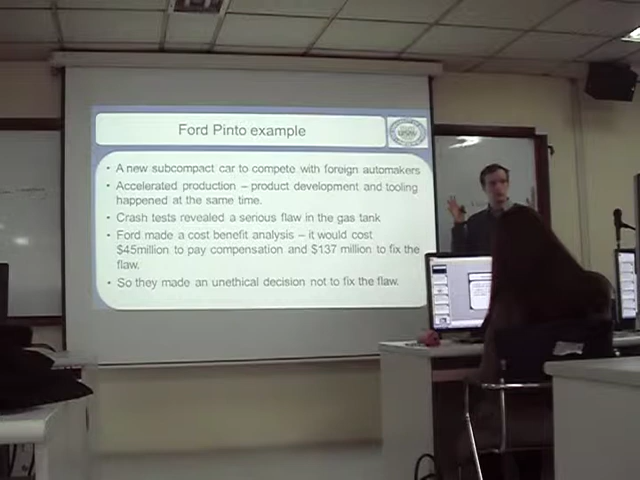 Ford Pinto example
• A new subcompact car to compete with foreign automakers
• Accelerated production – product development and tooling
happened at the same time.
• Crash tests revealed a serious flaw in the gas tank
• Ford made a cost benefit analysis – it would cost
$45million to pay compensation and $137 million to fix the
flaw.
• So they made an unethical decision not to fix the flaw.